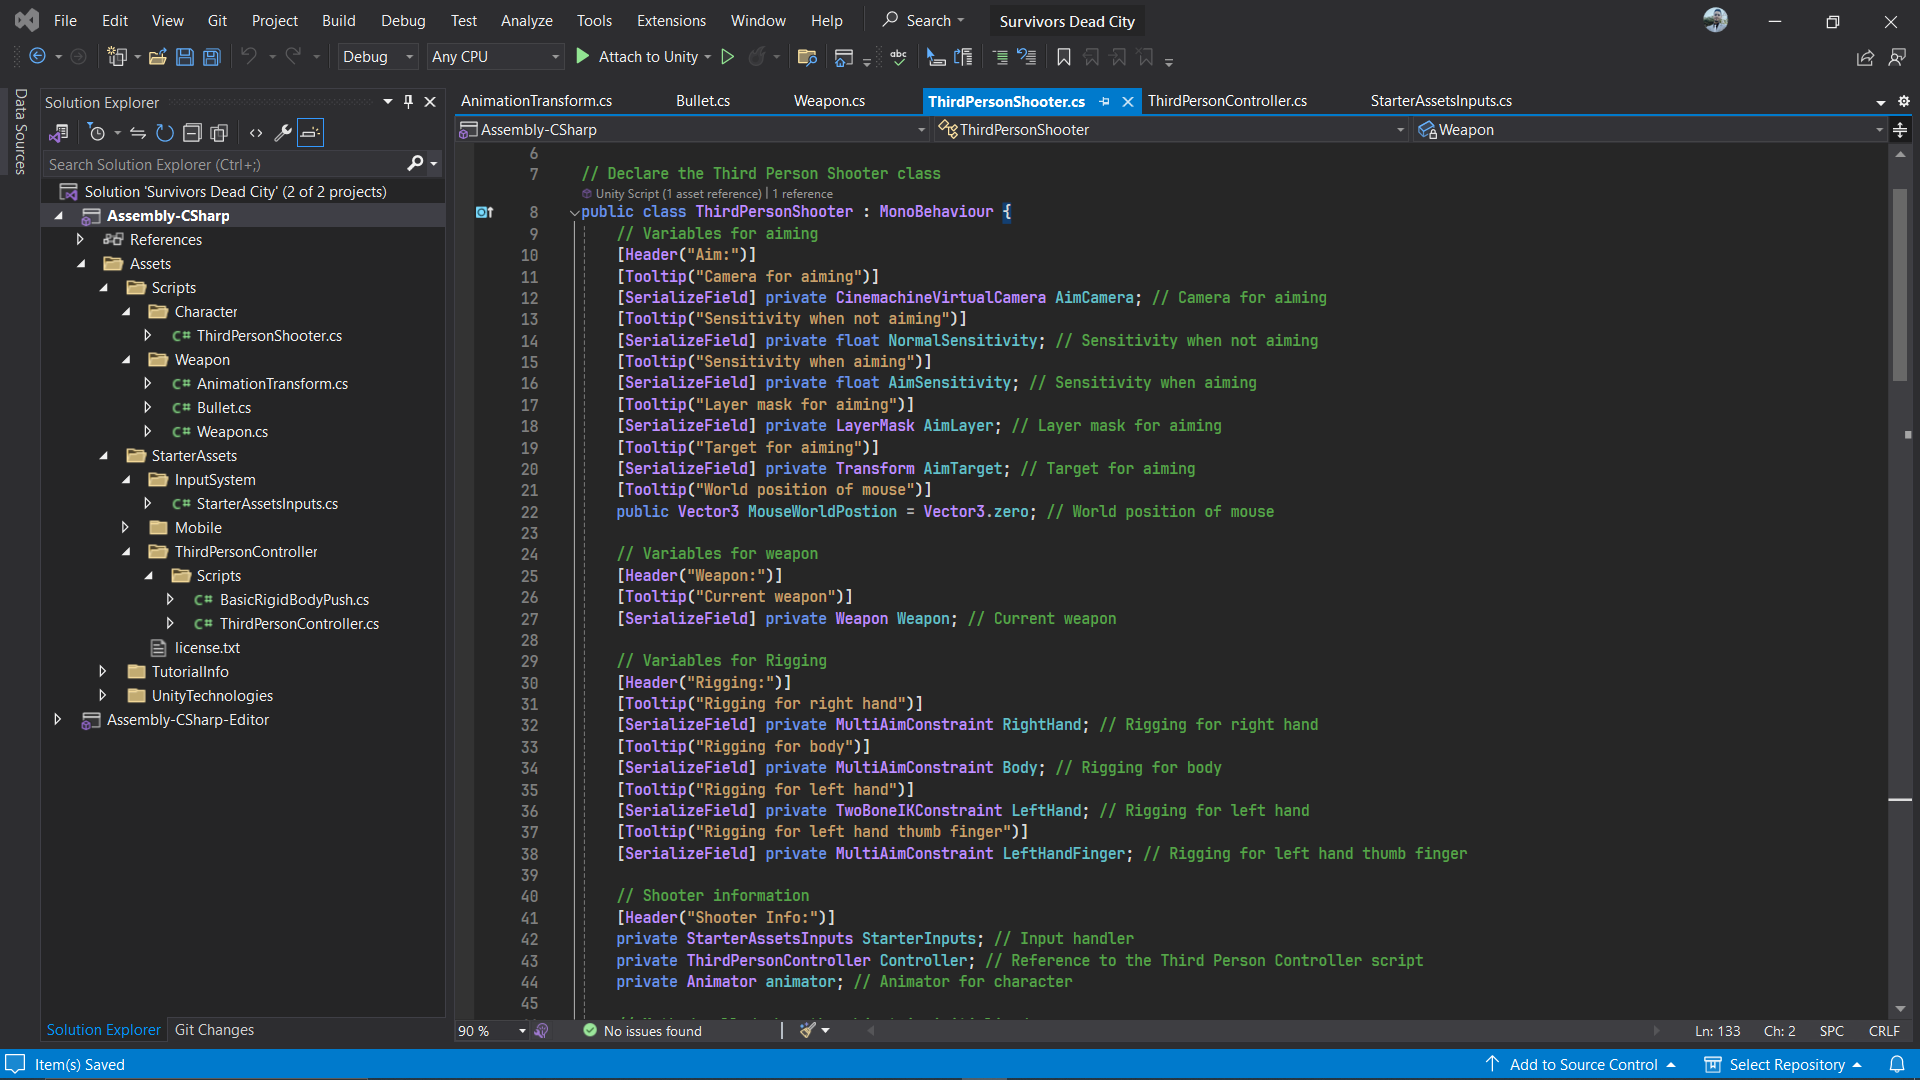 File Edit View Git Project Build Debug Test Analyze Tools Extensions Window Help Search Survivors Dead City
Debug Any CPU Attach to Unity
Data Sources
Solution Explorer
Search Solution Explorer (Ctrl+;)
Solution 'Survivors Dead City' (2 of 2 projects)
Assembly-CSharp
References
Assets
Scripts
Character
C# ThirdPersonShooter.cs
Weapon
C# AnimationTransform.cs
C# Bullet.cs
C# Weapon.cs
StarterAssets
InputSystem
C# StarterAssetsInputs.cs
Mobile
ThirdPersonController
Scripts
C# BasicRigidBodyPush.cs
C# ThirdPersonController.cs
license.txt
TutorialInfo
UnityTechnologies
Assembly-CSharp-Editor
Solution Explorer Git Changes
AnimationTransform.cs Bullet.cs Weapon.cs ThirdPersonShooter.cs ThirdPersonController.cs StarterAssetsInputs.cs
Assembly-CSharp ThirdPersonShooter Weapon
6
7 // Declare the Third Person Shooter class
Unity Script (1 asset reference) | 1 reference
8 public class ThirdPersonShooter : MonoBehaviour {
9 // Variables for aiming
10 [Header("Aim:")]
11 [Tooltip("Camera for aiming")]
12 [SerializeField] private CinemachineVirtualCamera AimCamera; // Camera for aiming
13 [Tooltip("Sensitivity when not aiming")]
14 [SerializeField] private float NormalSensitivity; // Sensitivity when not aiming
15 [Tooltip("Sensitivity when aiming")]
16 [SerializeField] private float AimSensitivity; // Sensitivity when aiming
17 [Tooltip("Layer mask for aiming")]
18 [SerializeField] private LayerMask AimLayer; // Layer mask for aiming
19 [Tooltip("Target for aiming")]
20 [SerializeField] private Transform AimTarget; // Target for aiming
21 [Tooltip("World position of mouse")]
22 public Vector3 MouseWorldPostion = Vector3.zero; // World position of mouse
23
24 // Variables for weapon
25 [Header("Weapon:")]
26 [Tooltip("Current weapon")]
27 [SerializeField] private Weapon Weapon; // Current weapon
28
29 // Variables for Rigging
30 [Header("Rigging:")]
31 [Tooltip("Rigging for right hand")]
32 [SerializeField] private MultiAimConstraint RightHand; // Rigging for right hand
33 [Tooltip("Rigging for body")]
34 [SerializeField] private MultiAimConstraint Body; // Rigging for body
35 [Tooltip("Rigging for left hand")]
36 [SerializeField] private TwoBoneIKConstraint LeftHand; // Rigging for left hand
37 [Tooltip("Rigging for left hand thumb finger")]
38 [SerializeField] private MultiAimConstraint LeftHandFinger; // Rigging for left hand thumb finger
39
40 // Shooter information
41 [Header("Shooter Info:")]
42 private StarterAssetsInputs StarterInputs; // Input handler
43 private ThirdPersonController Controller; // Reference to the Third Person Controller script
44 private Animator animator; // Animator for character
45
90 % No issues found Ln: 133 Ch: 2 SPC CRLF
Item(s) Saved Add to Source Control Select Repository